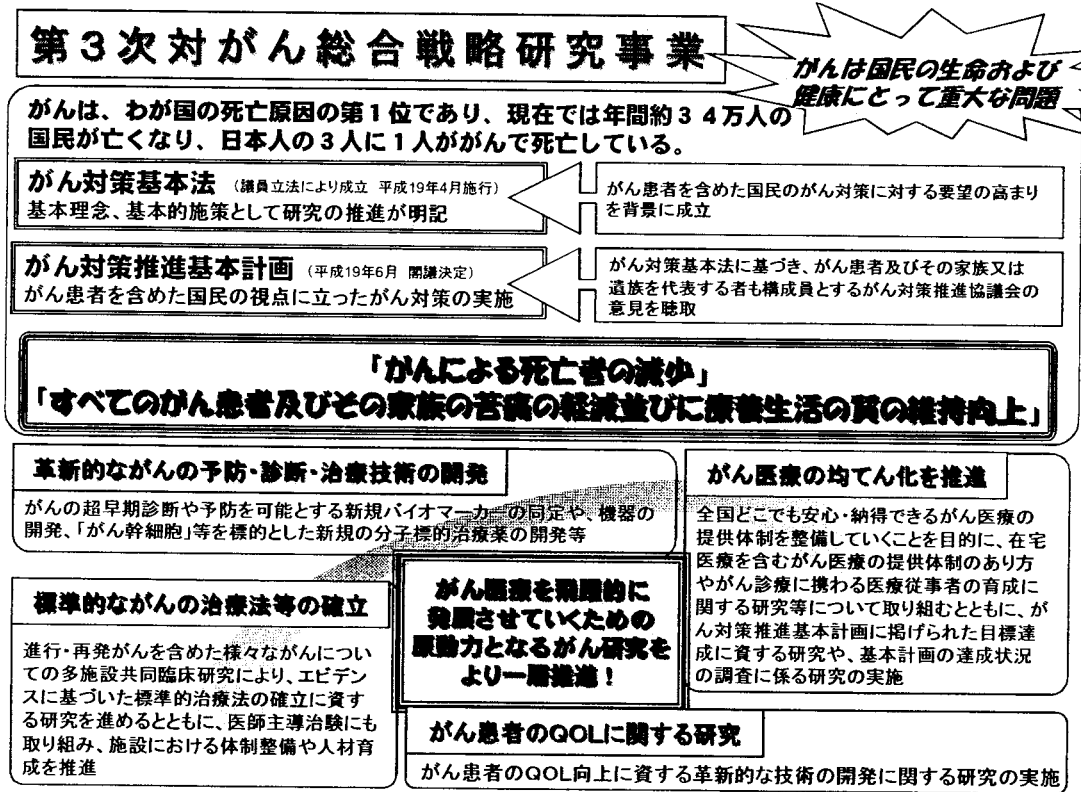 第3次対がん総合戦略研究事業
がんは国民の生命および
健康にとって重大な問題
がんは、わが国の死亡原因の第1位であり、現在では年間約34万人の
国民が亡くなり、日本人の3人に1人ががんで死亡している。
がん対策基本法 (議員立法により成立 平成19年4月施行)
基本理念、基本的施策として研究の推進が明記
がん患者を含めた国民のがん対策に対する要望の高まり
を背景に成立
がん対策推進基本計画 (平成19年6月 閣議決定)
がん患者を含めた国民の視点に立ったがん対策の実施
がん対策基本法に基づき、がん患者及びその家族又は
遺族を代表する者も構成員とするがん対策推進協議会の
意見を聴取
「がんによる死亡者の減少」
「すべてのがん患者及びその家族の苦痛の軽減並びに療養生活の質の維持向上」
革新的ながんの予防・診断・治療技術の開発
がんの超早期診断や予防を可能とする新規バイオマーカーの同定や、機器の
開発、「がん幹細胞」等を標的とした新規の分子標的治療薬の開発等
がん医療の均てん化を推進
全国どこでも安心・納得できるがん医療の
提供体制を整備していくことを目的に、在宅
医療を含むがん医療の提供体制のあり方
やがん診療に携わる医療従事者の育成に
関する研究等について取り組むとともに、が
ん対策推進基本計画に掲げられた目標達
成に資する研究や、基本計画の達成状況
の調査に係る研究の実施
標準的ながんの治療法等の確立
進行・再発がんを含めた様々ながんについ
ての多施設共同臨床研究により、エビデン
スに基づいた標準的治療法の確立に資す
る研究を進めるとともに、医師主導治験にも
取り組み、施設における体制整備や人材育
成を推進
がん医療を飛躍的に
発展させていくための
原動力となるがん研究を
より一層推進!
がん患者のQOLに関する研究
がん患者のQOL向上に資する革新的な技術の開発に関する研究の実施